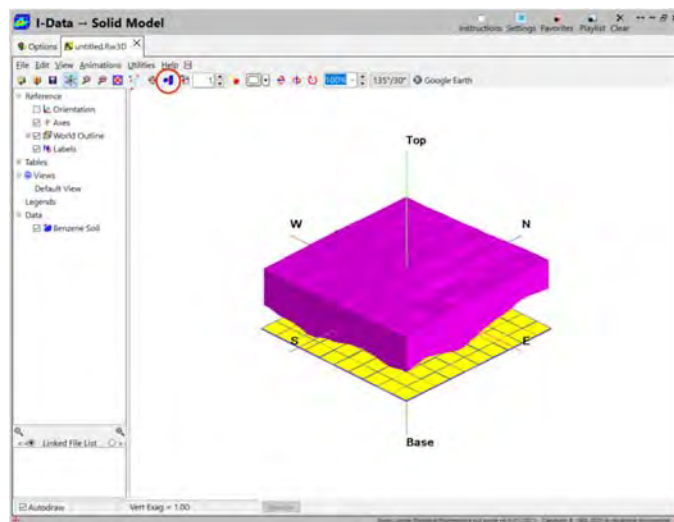 I-Data -- Solid Model
Instructions Settings Favorites Playlist Clear
Options untitled.Rw3D
File Edit View Animations Utilities Help
1 100% 135°/30° Google Earth
Reference
Orientation
Axes
World Outline
Labels
Tables
Views
Default View
Legends
Data
Benzene Soil
Top
W
N
S
E
Base
Linked File List
Autodraw
Vert Exag = 1.00